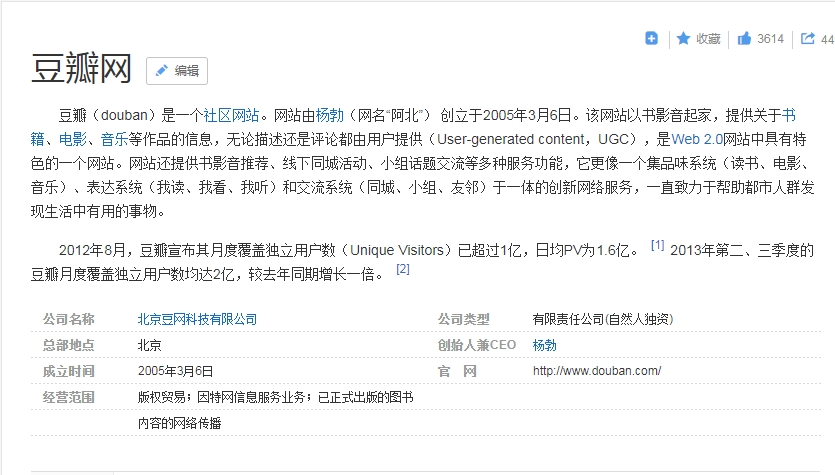 收藏 3614 44
豆瓣网 编辑
豆瓣（douban）是一个社区网站。网站由杨勃（网名“阿北”） 创立于2005年3月6日。该网站以书影音起家，提供关于书
籍、电影、音乐等作品的信息，无论描述还是评论都由用户提供（User-generated content，UGC），是Web 2.0网站中具有特
色的一个网站。网站还提供书影音推荐、线下同城活动、小组话题交流等多种服务功能，它更像一个集品味系统（读书、电影、
音乐）、表达系统（我读、我看、我听）和交流系统（同城、小组、友邻）于一体的创新网络服务，一直致力于帮助都市人群发
现生活中有用的事物。
2012年8月，豆瓣宣布其月度覆盖独立用户数（Unique Visitors）已超过1亿，日均PV为1.6亿。 [1] 2013年第二、三季度的
豆瓣月度覆盖独立用户数均达2亿，较去年同期增长一倍。 [2]
公司名称 北京豆网科技有限公司 公司类型 有限责任公司(自然人独资)
总部地点 北京 创始人兼CEO 杨勃
成立时间 2005年3月6日 官 网 http://www.douban.com/
经营范围 版权贸易；因特网信息服务业务；已正式出版的图书
内容的网络传播